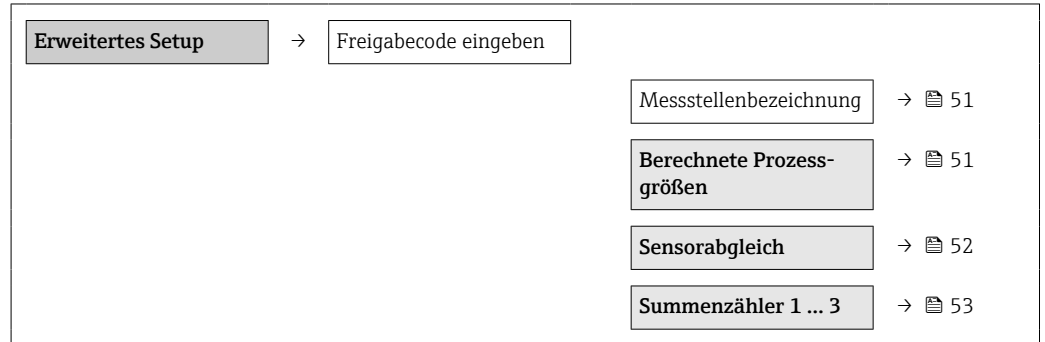 Erweitertes Setup → Freigabecode eingeben
Messstellenbezeichnung → 51
Berechnete Prozess-
größen → 51
Sensorabgleich → 52
Summenzähler 1 ... 3 → 53